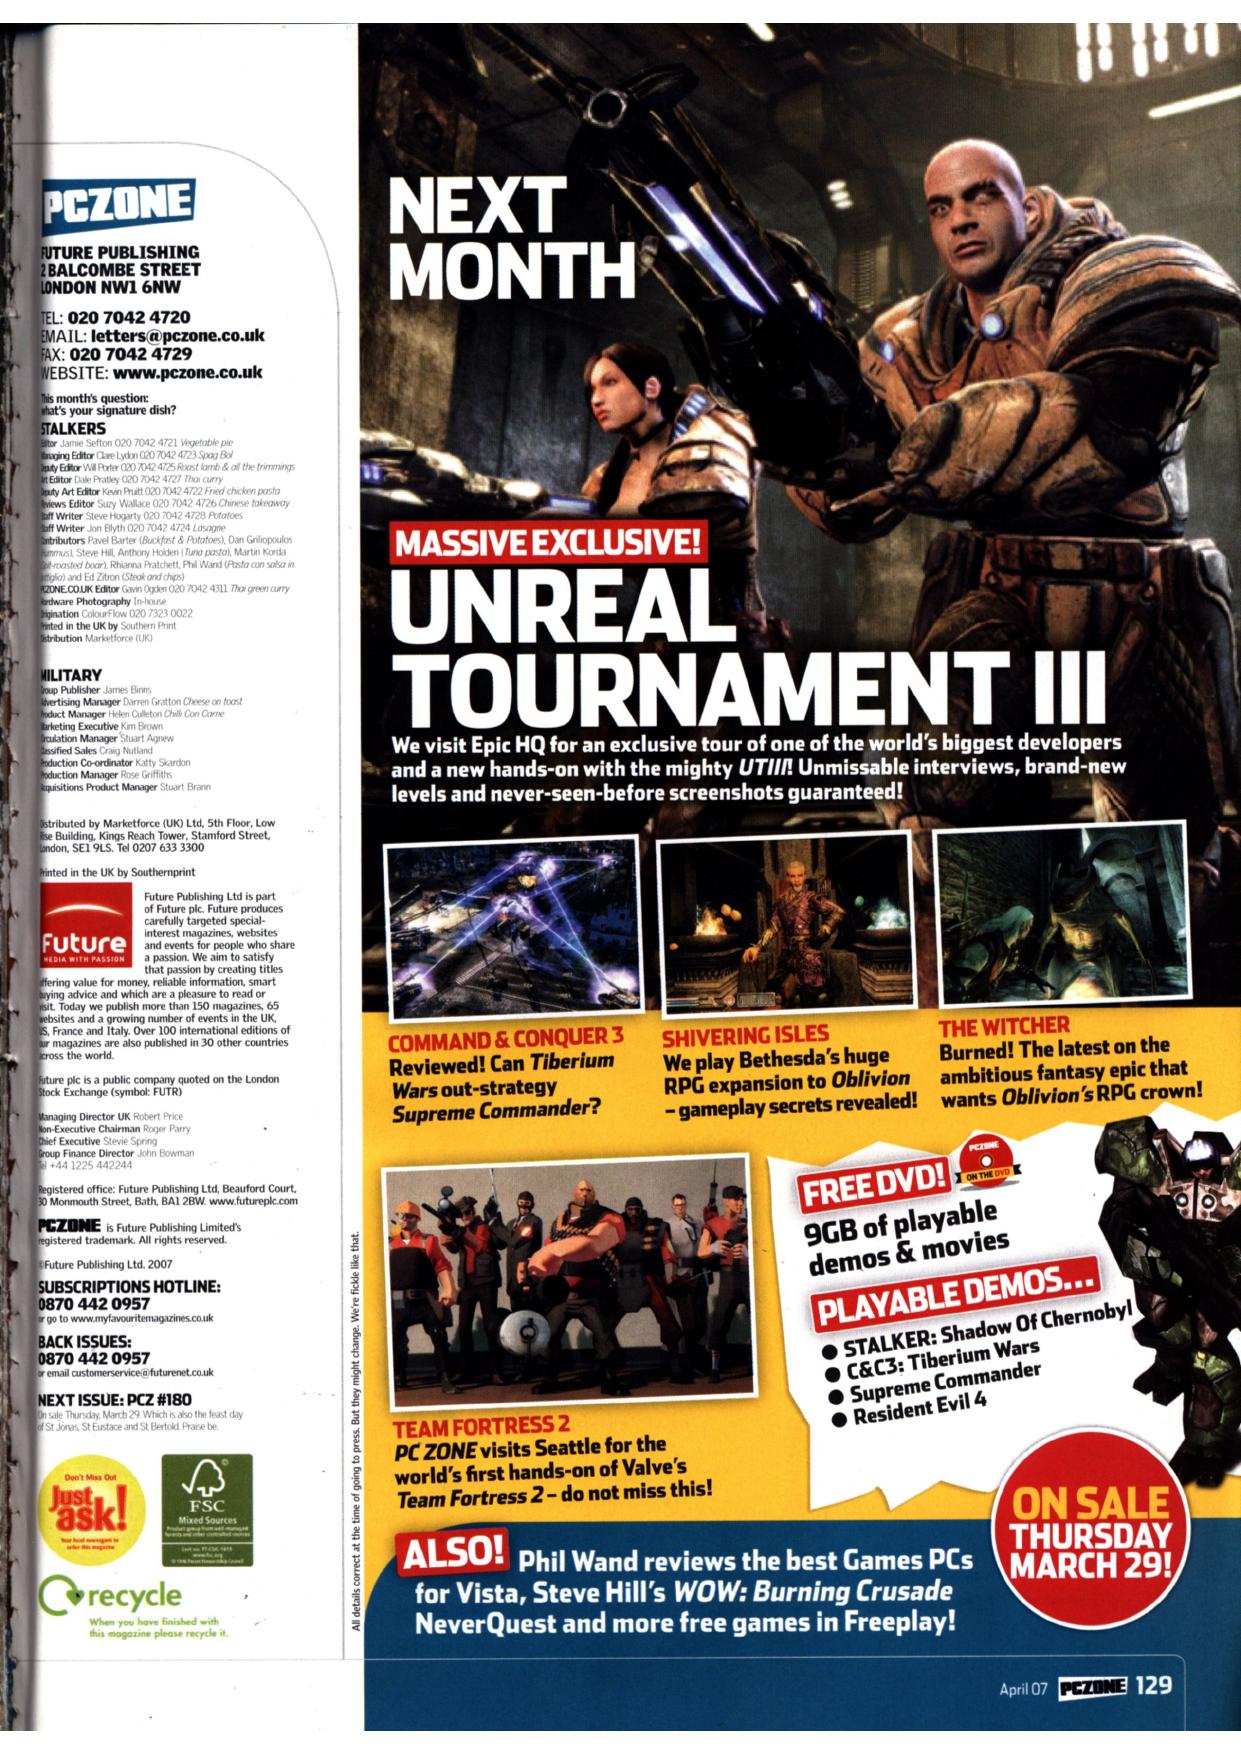 PCZONE
FUTURE PUBLISHING
2 BALCOMBE STREET
LONDON NW1 6NW
TEL: 020 7042 4720
EMAIL: letters@pczone.co.uk
FAX: 020 7042 4729
WEBSITE: www.pczone.co.uk
This month's question:
what's your signature dish?
STALKERS
Editor Jamie Sefton 020 7042 4721 Vegetable pie
Managing Editor Clare Lydon 020 7042 4723 Spag Bol
Deputy Editor Will Porter 020 7042 4725 Roast lamb & all the trimmings
Art Editor Dale Pratley 020 7042 4727 Thai curry
Deputy Art Editor Kevin Pruitt 020 7042 4722 Fried chicken pasta
Reviews Editor Suzy Wallace 020 7042 4726 Chinese takeaway
Staff Writer Steve Hogarty 020 7042 4728 Potatoes
Staff Writer Jon Blyth 020 7042 4724 Lasagne
Contributors Pavel Barter (Buckfast & Potatoes), Dan Griliopoulos
(Hummus), Steve Hill, Anthony Holden (Tuna pasta), Martin Korda
(Spit-roasted boar), Rhianna Pratchett, Phil Wand (Pasta con salsa in
) and Ed Zitron (Steak and chips)
PCZONE.CO.UK Editor Gavin Ogden 020 7042 4311 Thai green curry
Hardware Photography In-house
Origination ColourFlow 020 7323 0022
Printed in the UK by Southern Print
Distribution Marketforce (UK)
MILITARY
Group Publisher James Binns
Advertising Manager Darren Gratton Cheese on toast
Product Manager Helen Culleton Chilli Con Carne
Marketing Executive Kim Brown
Circulation Manager Stuart Agnew
Classified Sales Craig Nutland
Production Co-ordinator Katty Skardon
Production Manager Rose Griffiths
Acquisitions Product Manager Stuart Brann
Distributed by Marketforce (UK) Ltd, 5th Floor, Low
Rise Building, Kings Reach Tower, Stamford Street,
London, SE1 9LS. Tel 0207 633 3300
Printed in the UK by Southernprint
Future
MEDIA WITH PASSION
Future Publishing Ltd is part
of Future plc. Future produces
carefully targeted special-
interest magazines, websites
and events for people who share
a passion. We aim to satisfy
that passion by creating titles
offering value for money, reliable information, smart
buying advice and which are a pleasure to read or
visit. Today we publish more than 150 magazines, 65
websites and a growing number of events in the UK,
US, France and Italy. Over 100 international editions of
our magazines are also published in 30 other countries
across the world.
Future plc is a public company quoted on the London
Stock Exchange (symbol: FUTR)
Managing Director UK Robert Price
Non-Executive Chairman Roger Parry
Chief Executive Stevie Spring
Group Finance Director John Bowman
Tel +44 1225 442244
Registered office: Future Publishing Ltd, Beauford Court,
30 Monmouth Street, Bath, BA1 2BW. www.futureplc.com
PCZONE is Future Publishing Limited's
registered trademark. All rights reserved.
©Future Publishing Ltd. 2007
SUBSCRIPTIONS HOTLINE:
0870 442 0957
or go to www.myfavouritemagazines.co.uk
BACK ISSUES:
0870 442 0957
or email customerservice@futurenet.co.uk
NEXT ISSUE: PCZ #180
On sale Thursday, March 29. Which is also the feast day
of St Jonas, St Eustace and St Bertold. Praise be.
Don't Miss Out
Just
ask!
Your local newsagent to
order this magazine
FSC
Mixed Sources
Product group from well-managed
forests and other controlled sources
www.fsc.org
© 1996 Forest Stewardship Council
recycle
When you have finished with
this magazine please recycle it.
All details correct at the time of going to press. But they might change. We're fickle like that.
NEXT
MONTH
MASSIVE EXCLUSIVE!
UNREAL
TOURNAMENT III
We visit Epic HQ for an exclusive tour of one of the world's biggest developers
and a new hands-on with the mighty UTIII! Unmissable interviews, brand-new
levels and never-seen-before screenshots guaranteed!
COMMAND & CONQUER 3
Reviewed! Can Tiberium
Wars out-strategy
Supreme Commander?
SHIVERING ISLES
We play Bethesda's huge
RPG expansion to Oblivion
– gameplay secrets revealed!
THE WITCHER
Burned! The latest on the
ambitious fantasy epic that
wants Oblivion's RPG crown!
TEAM FORTRESS 2
PC ZONE visits Seattle for the
world's first hands-on of Valve's
Team Fortress 2 – do not miss this!
FREE DVD!
PCZONE
ON THE DVD
9GB of playable
demos & movies
PLAYABLE DEMOS...
● STALKER: Shadow Of Chernobyl
● C&C3: Tiberium Wars
● Supreme Commander
● Resident Evil 4
ON SALE
THURSDAY
MARCH 29!
ALSO! Phil Wand reviews the best Games PCs
for Vista, Steve Hill's WOW: Burning Crusade
NeverQuest and more free games in Freeplay!
April 07 PCZONE 129